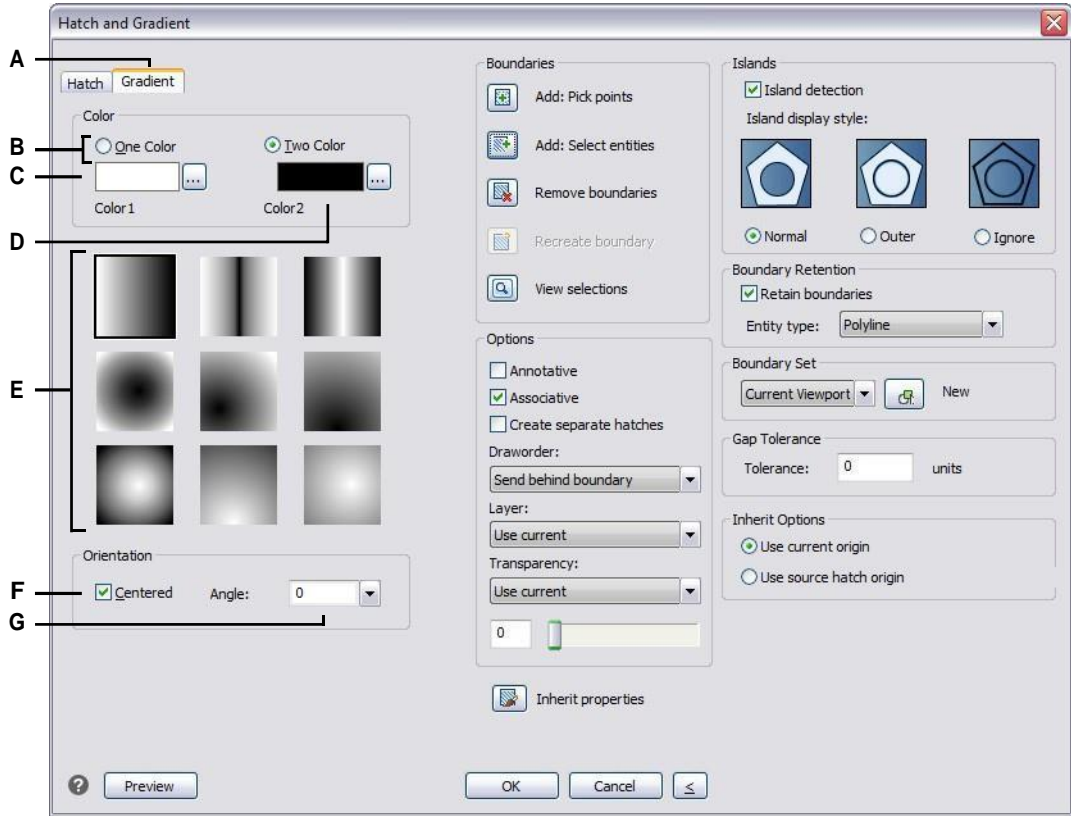 Hatch and Gradient
A
Hatch Gradient
Color
B
One Color
Two Color
C
...
...
Color1
Color2
D
E
Orientation
F
Centered
Angle:
0
G
Boundaries
Add: Pick points
Add: Select entities
Remove boundaries
Recreate boundary
View selections
Options
Annotative
Associative
Create separate hatches
Draworder:
Send behind boundary
Layer:
Use current
Transparency:
Use current
0
Inherit properties
Islands
Island detection
Island display style:
Normal
Outer
Ignore
Boundary Retention
Retain boundaries
Entity type:
Polyline
Boundary Set
Current Viewport
New
Gap Tolerance
Tolerance:
0
units
Inherit Options
Use current origin
Use source hatch origin
?
Preview
OK
Cancel
<